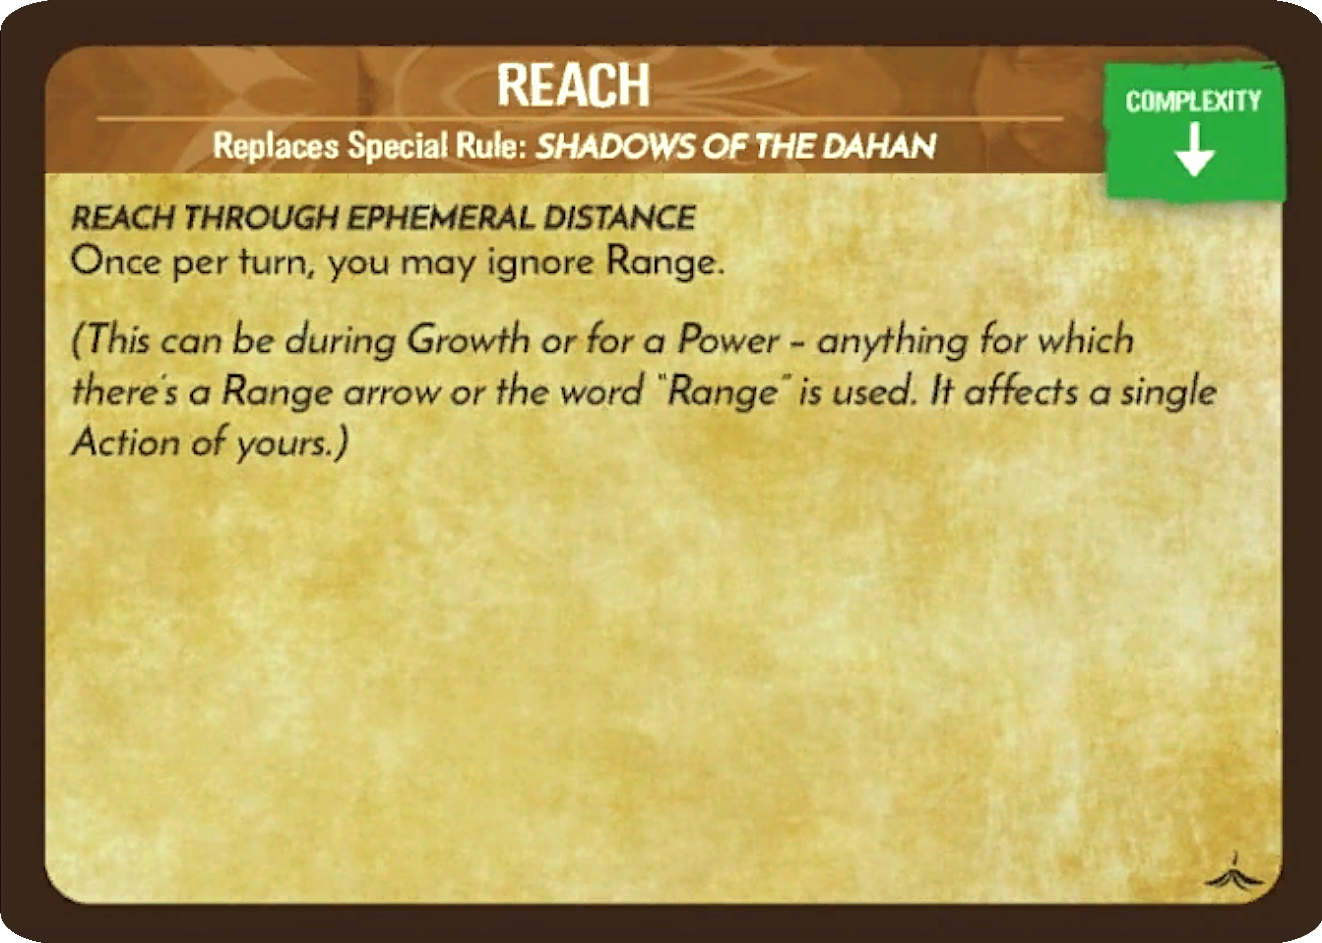 REACH
COMPLEXITY
Replaces Special Rule: SHADOWS OF THE DAHAN
REACH THROUGH EPHEMERAL DISTANCE
Once per turn, you may ignore Range.
(This can be during Growth or for a Power – anything for which
there's a Range arrow or the word "Range" is used. It affects a single
Action of yours.)